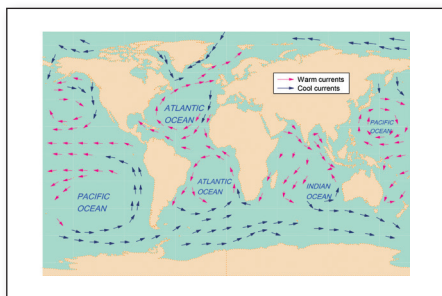 Warm currents
Cool currents
ATLANTIC
OCEAN
PACIFIC
OCEAN
ATLANTIC
OCEAN
INDIAN
OCEAN
PACIFIC
OCEAN